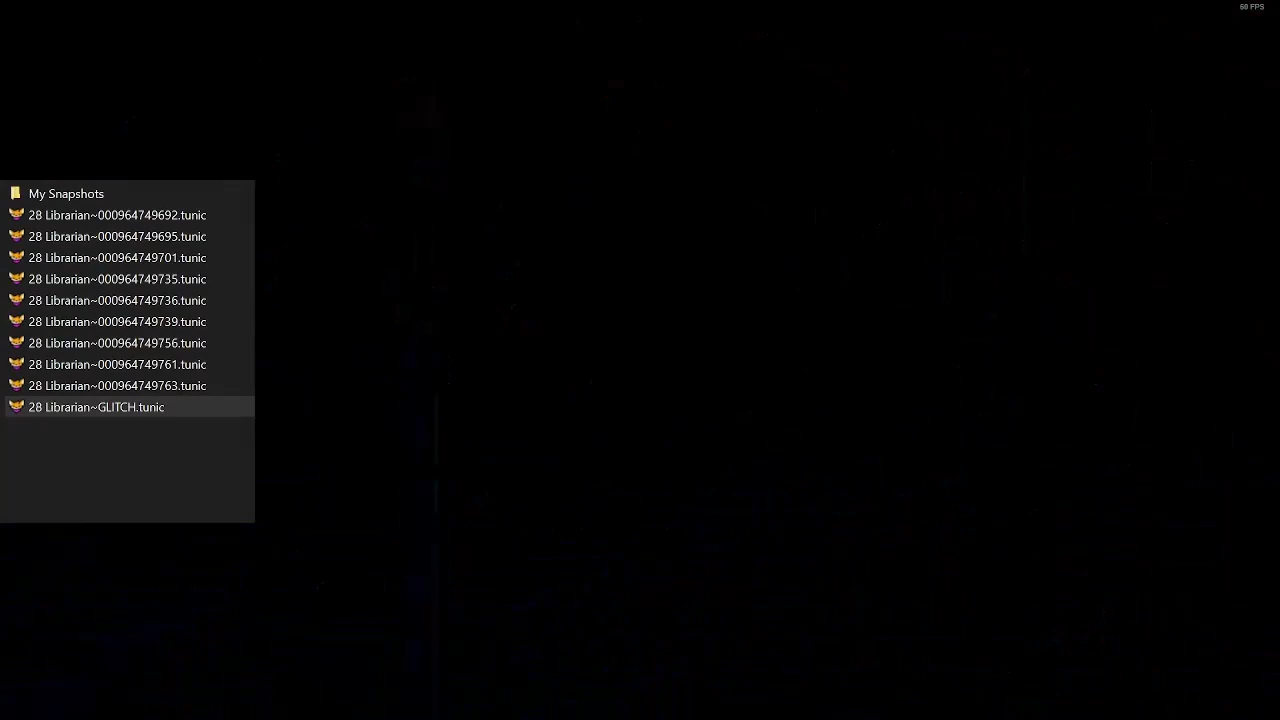 60 FPS
My Snapshots
28 Librarian~000964749692.tunic
28 Librarian~000964749695.tunic
28 Librarian~000964749701.tunic
28 Librarian~000964749735.tunic
28 Librarian~000964749736.tunic
28 Librarian~000964749739.tunic
28 Librarian~000964749756.tunic
28 Librarian~000964749761.tunic
28 Librarian~000964749763.tunic
28 Librarian~GLITCH.tunic